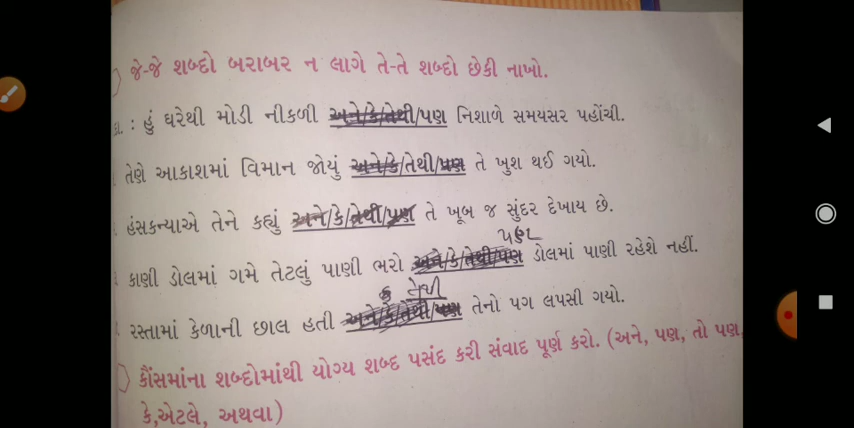 જે-જે શબ્દો બરાબર ન લાગે તે-તે શબ્દો છેકી નાખો.
દા. : હું ઘરેથી મોડી નીકળી અને/કે/તેથી/પણ નિશાળે સમયસર પહોંચી.
તેણે આકાશમાં વિમાન જોયું અને/કે/તેથી/પણ તે ખુશ થઈ ગયો.
હંસકન્યાએ તેને કહ્યું અને/કે/તેથી/પણ તે ખૂબ જ સુંદર દેખાય છે.
પણ
કાણી ડોલમાં ગમે તેટલું પાણી ભરો અને/કે/તેથી/પણ ડોલમાં પાણી રહેશે નહીં.
તેથી
રસ્તામાં કેળાની છાલ હતી અને/કે/તેથી/પણ તેનો પગ લપસી ગયો.
કૌંસમાંના શબ્દોમાંથી યોગ્ય શબ્દ પસંદ કરી સંવાદ પૂર્ણ કરો. (અને, પણ, તો પણ,
કે,એટલે, અથવા)